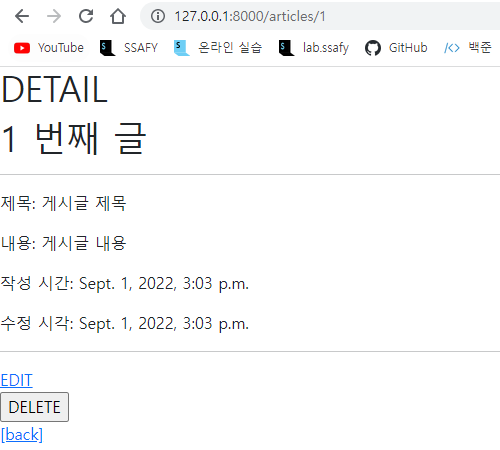 127.0.0.1:8000/articles/1
YouTube SSAFY 온라인 실습 lab.ssafy GitHub </> 백준
DETAIL
1 번째 글
제목: 게시글 제목
내용: 게시글 내용
작성 시간: Sept. 1, 2022, 3:03 p.m.
수정 시각: Sept. 1, 2022, 3:03 p.m.
EDIT
DELETE
[back]